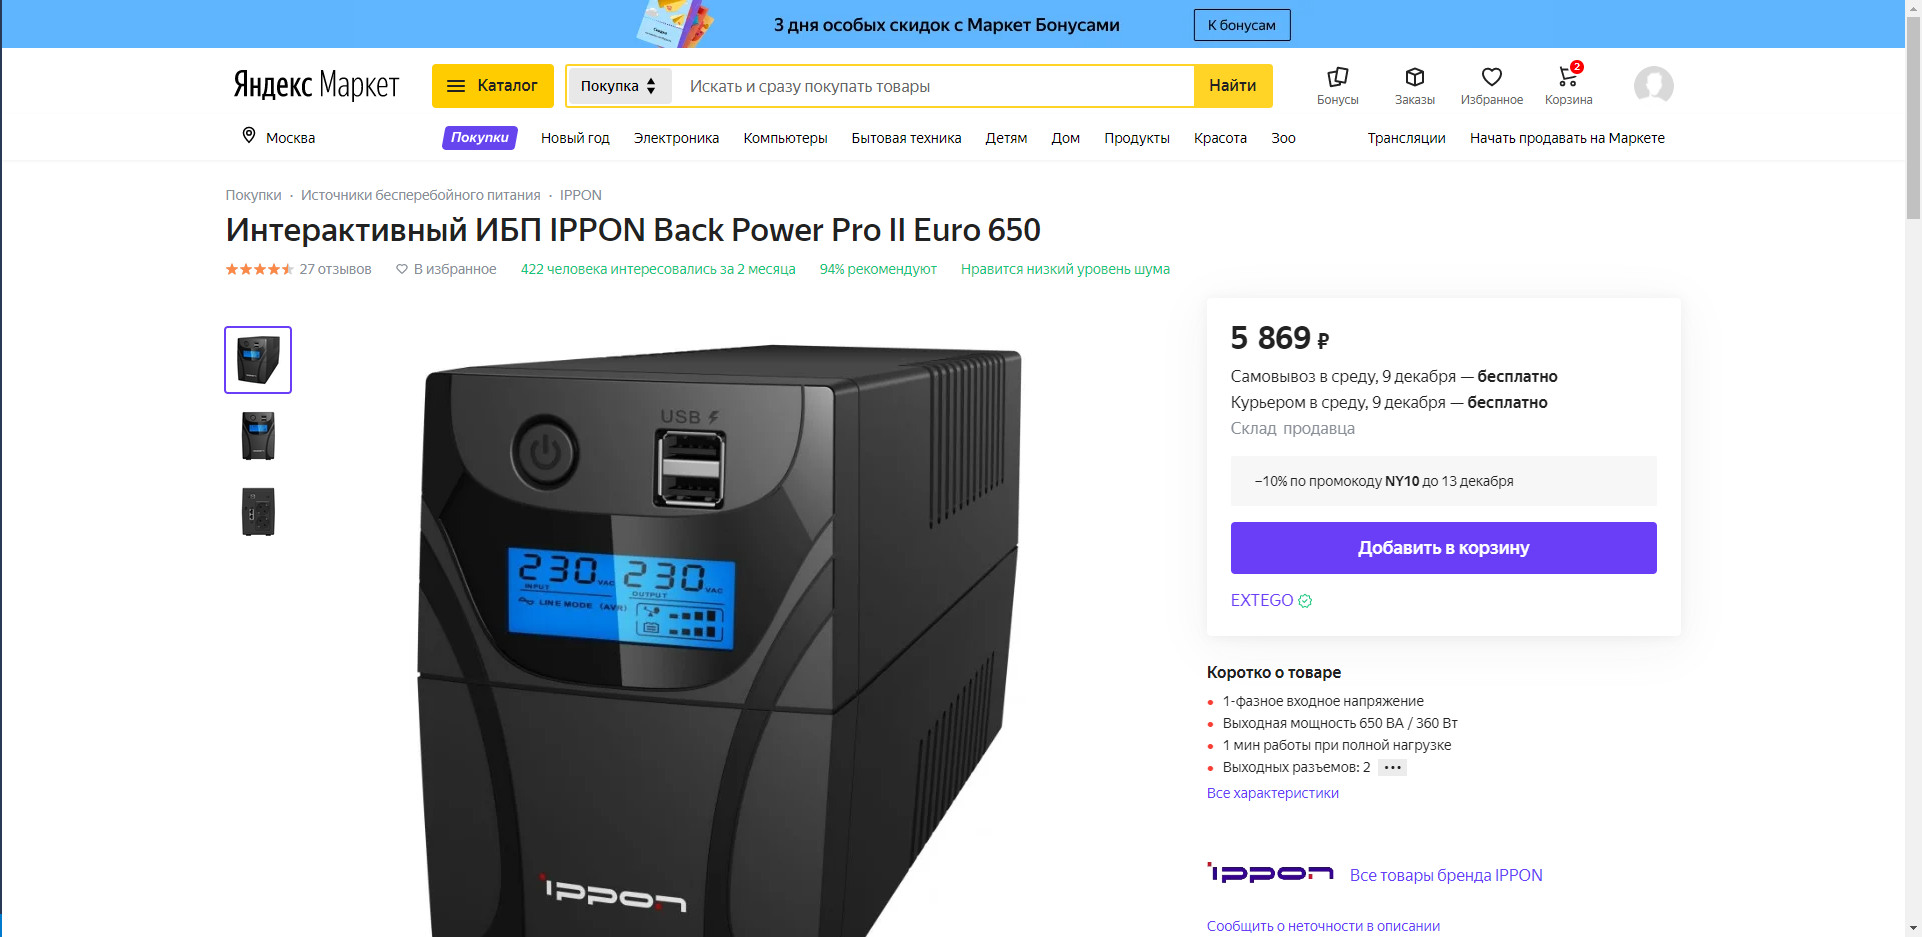 3 дня особых скидок с Маркет Бонусами
К бонусам
Яндекс Маркет
Каталог
Покупка
Искать и сразу покупать товары
Найти
Бонусы
Заказы
Избранное
2
Корзина
Москва
Покупки
Новый год
Электроника
Компьютеры
Бытовая техника
Детям
Дом
Продукты
Красота
Зоо
Трансляции
Начать продавать на Маркете
Покупки · Источники бесперебойного питания · IPPON
Интерактивный ИБП IPPON Back Power Pro II Euro 650
27 отзывов
В избранное
422 человека интересовались за 2 месяца
94% рекомендуют
Нравится низкий уровень шума
USB
230 VAC 230 VAC
INPUT OUTPUT
LINE MODE (AVR)
ippon
5 869 ₽
Самовывоз в среду, 9 декабря — бесплатно
Курьером в среду, 9 декабря — бесплатно
Склад продавца
−10% по промокоду NY10 до 13 декабря
Добавить в корзину
EXTEGO
Коротко о товаре
1-фазное входное напряжение
Выходная мощность 650 ВА / 360 Вт
1 мин работы при полной нагрузке
Выходных разъемов: 2 •••
Все характеристики
ippon
Все товары бренда IPPON
Сообщить о неточности в описании